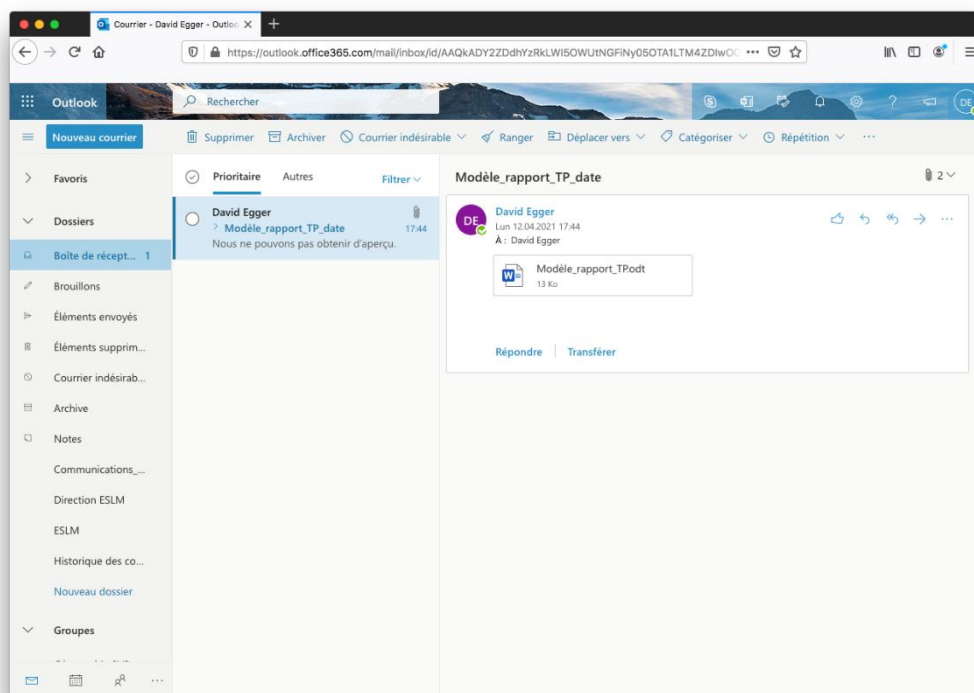 Courrier - David Egger - Outloo
https://outlook.office365.com/mail/inbox/id/AAQkADY2ZDdhYzRkLWI5OWUtNGFiNy05OTA1LTM4ZDIwO
Outlook
Rechercher
DE
Nouveau courrier
Supprimer
Archiver
Courrier indésirable
Ranger
Déplacer vers
Catégoriser
Répétition
Favoris
Dossiers
Boîte de récept... 1
Brouillons
Éléments envoyés
Éléments supprim...
Courrier indésirab...
Archive
Notes
Communications_...
Direction ESLM
ESLM
Historique des co...
Nouveau dossier
Groupes
Prioritaire
Autres
Filtrer
David Egger
> Modèle_rapport_TP_date 17:44
Nous ne pouvons pas obtenir d'aperçu.
Modèle_rapport_TP_date
2
DE
David Egger
Lun 12.04.2021 17:44
À : David Egger
Modèle_rapport_TP.odt
13 Ko
Répondre
Transférer